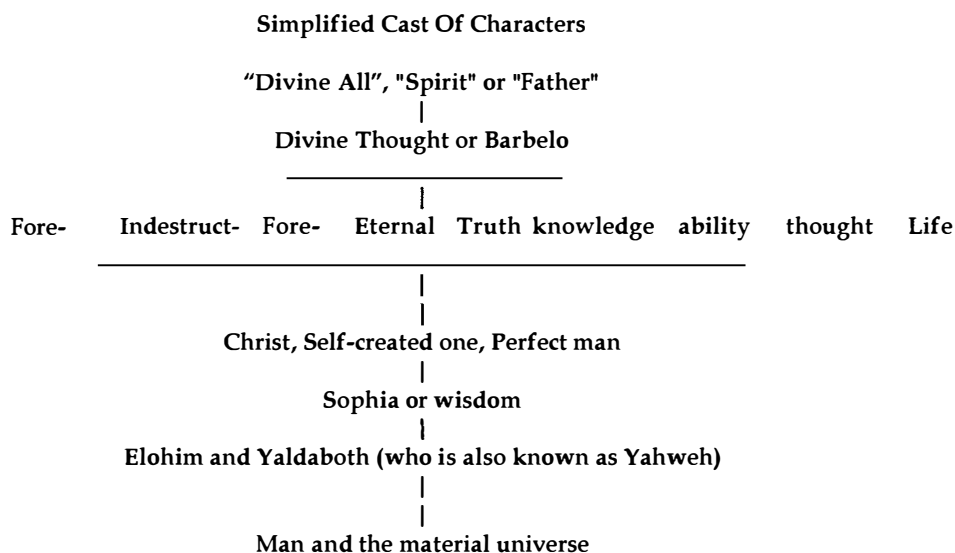 Simplified Cast Of Characters
“Divine All”, "Spirit" or "Father"
Divine Thought or Barbelo
Fore- Indestruct- Fore- Eternal Truth knowledge ability thought Life
Christ, Self-created one, Perfect man
Sophia or wisdom
Elohim and Yaldaboth (who is also known as Yahweh)
Man and the material universe